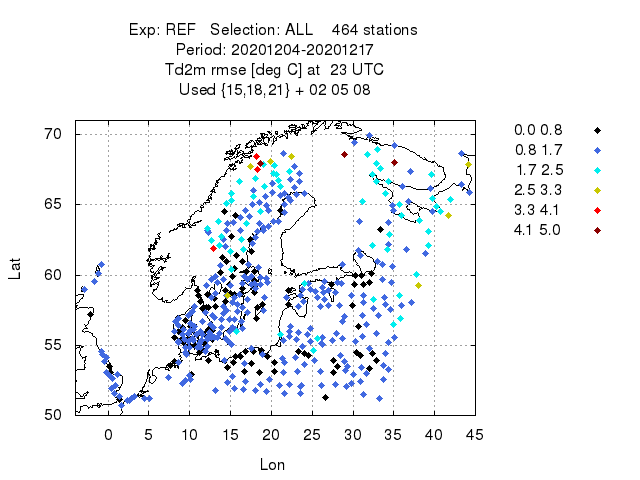 Exp: REF Selection: ALL 464 stations
Period: 20201204-20201217
Td2m rmse [deg C] at 23 UTC
Used {15,18,21} + 02 05 08
70
65
60
55
50
Lat
0 5 10 15 20 25 30 35 40 45
Lon
0.0 0.8
0.8 1.7
1.7 2.5
2.5 3.3
3.3 4.1
4.1 5.0